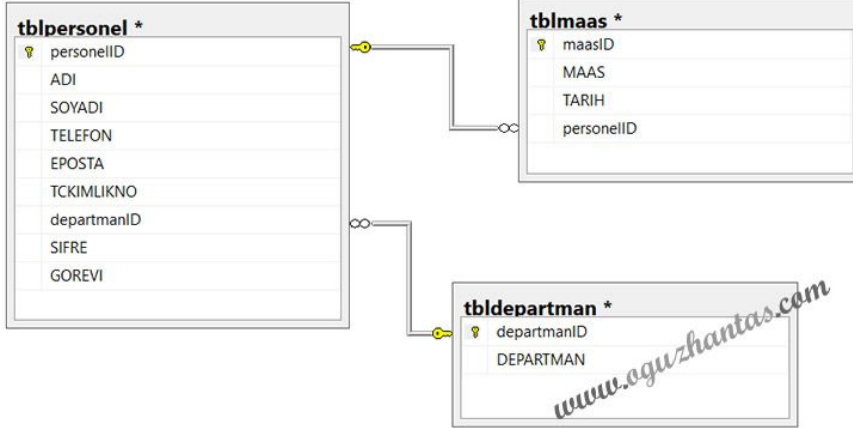 tblpersonel *
personelID
ADI
SOYADI
TELEFON
EPOSTA
TCKIMLIKNO
departmanID
SIFRE
GOREVI
tblmaas *
maasID
MAAS
TARIH
personelID
tbldepartman *
departmanID
DEPARTMAN
www.oguzhantas.com